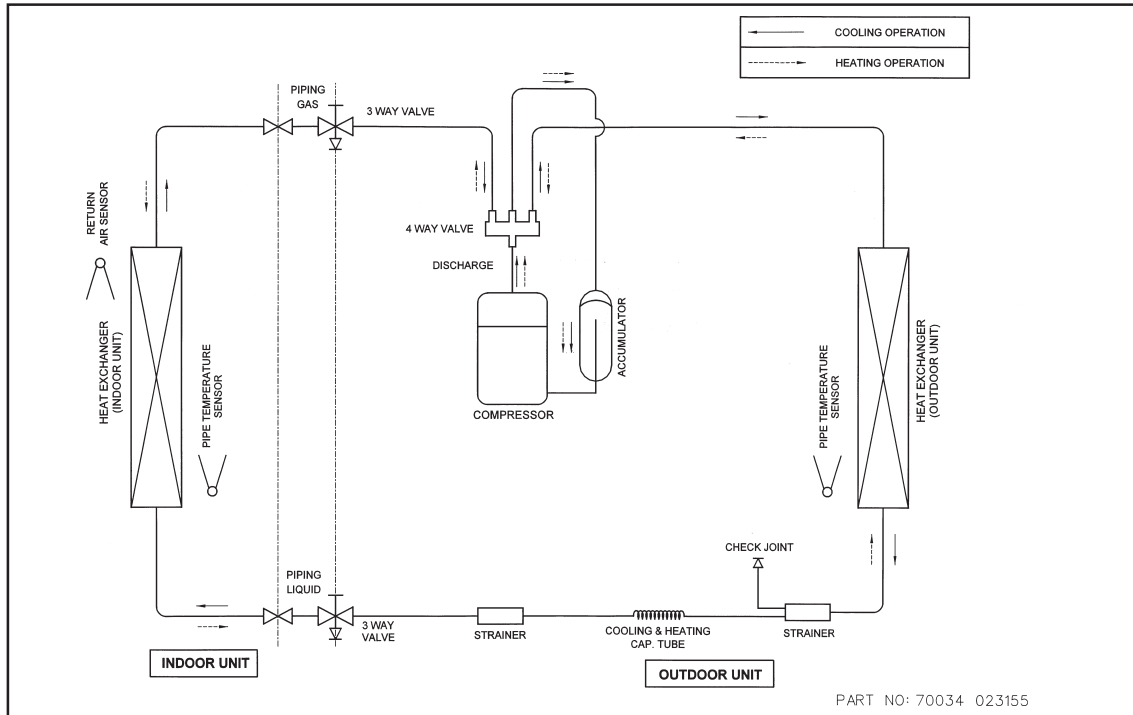 COOLING OPERATION
HEATING OPERATION
PIPING
GAS
3 WAY VALVE
RETURN
AIR SENSOR
4 WAY VALVE
DISCHARGE
HEAT EXCHANGER
(INDOOR UNIT)
PIPE TEMPERATURE
SENSOR
COMPRESSOR
ACCUMULATOR
PIPE TEMPERATURE
SENSOR
HEAT EXCHANGER
(OUTDOOR UNIT)
CHECK JOINT
PIPING
LIQUID
3 WAY
VALVE
STRAINER
COOLING & HEATING
CAP. TUBE
STRAINER
INDOOR UNIT
OUTDOOR UNIT
PART NO: 70034 023155